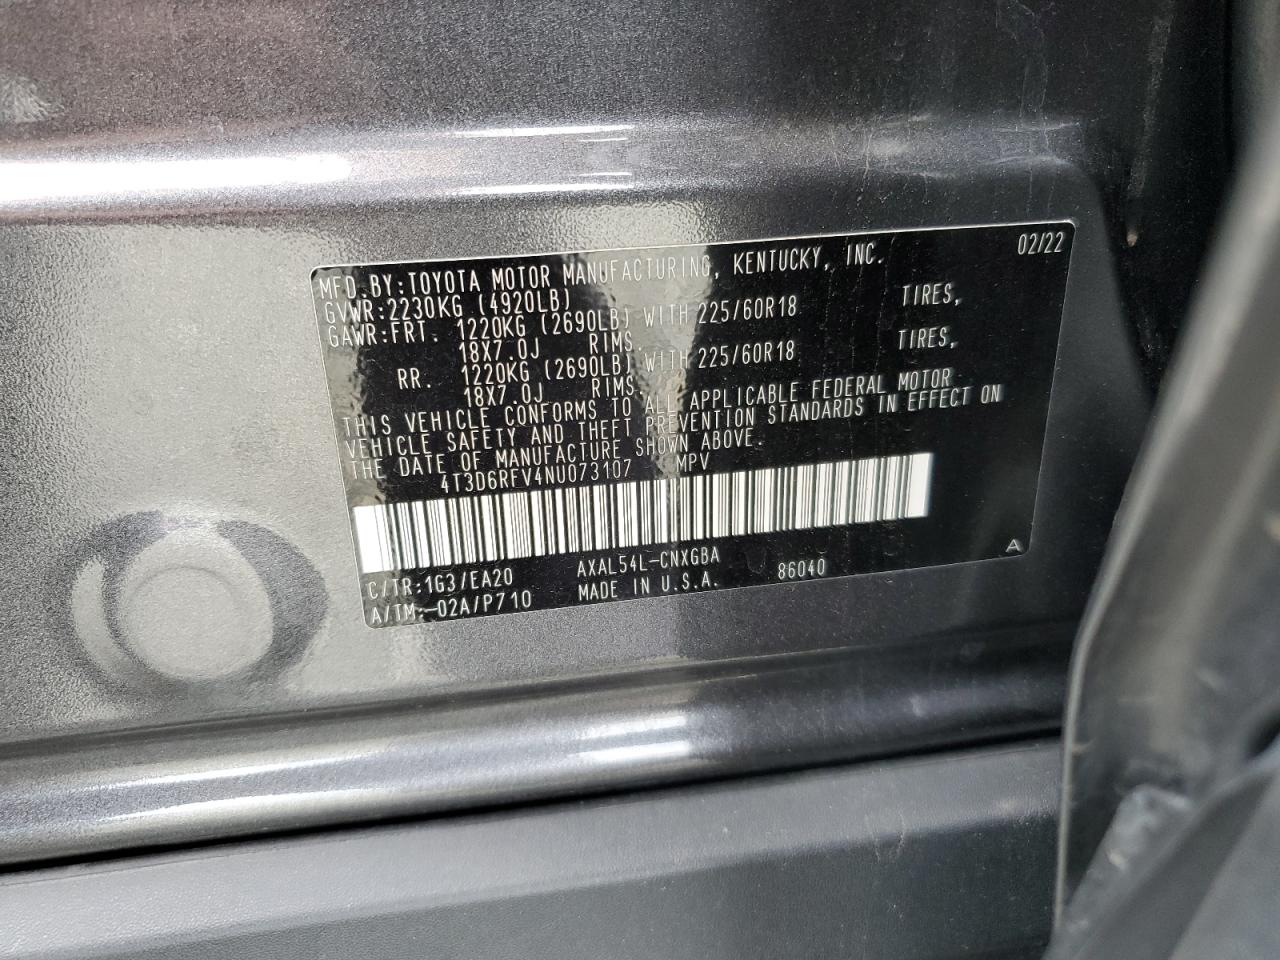 MFD.BY:TOYOTA MOTOR MANUFACTURING, KENTUCKY, INC. 02/22
GVWR:2230KG (4920LB)
GAWR:FRT. 1220KG (2690LB) WITH 225/60R18 TIRES,
18X7.0J RIMS.
RR. 1220KG (2690LB) WITH 225/60R18 TIRES,
18X7.0J RIMS.
THIS VEHICLE CONFORMS TO ALL APPLICABLE FEDERAL MOTOR
VEHICLE SAFETY AND THEFT PREVENTION STANDARDS IN EFFECT ON
THE DATE OF MANUFACTURE SHOWN ABOVE.
4T3D6RFV4NU073107 MPV
C/TR:1G3/EA20 AXAL54L-CNXGBA 86040 A
A/TM:-02A/P710 MADE IN U.S.A.